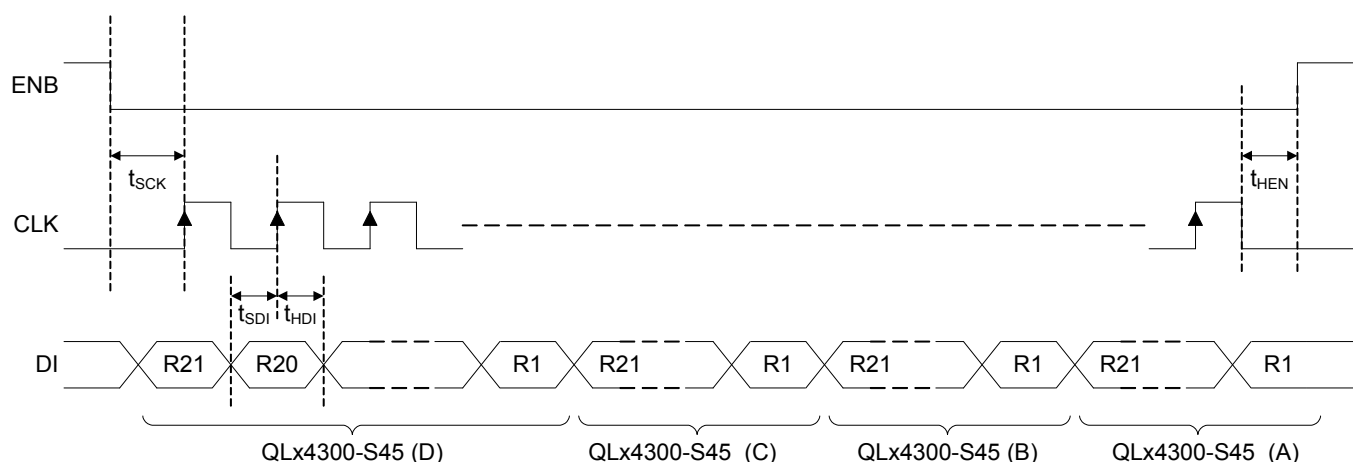 ENB
tSCK
tHEN
CLK
tSDI
tHDI
DI
R21
R20
R1
R21
R1
R21
R1
R21
R1
QLx4300-S45 (D)
QLx4300-S45 (C)
QLx4300-S45 (B)
QLx4300-S45 (A)